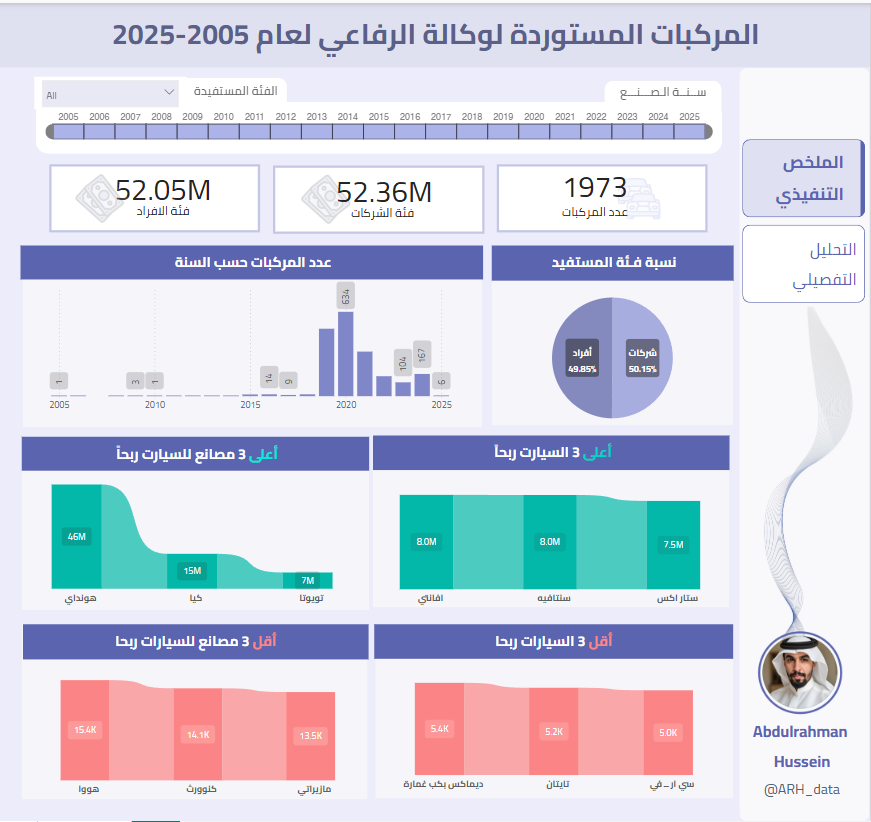 المركبات المستوردة لوكالة الرفاعي لعام 2005-2025
سـنـة الـصـنـع
الفئة المستفيدة
All
2005 2006 2007 2008 2009 2010 2011 2012 2013 2014 2015 2016 2017 2018 2019 2020 2021 2022 2023 2024 2025
الملخص
التنفيذي
التحليل
التفصيلي
1973
عدد المركبات
52.36M
فئة الشركات
52.05M
فئة الافراد
نسبة فئة المستفيد
شركات
50.15%
أفراد
49.85%
عدد المركبات حسب السنة
1 3 1 14 9 634 104 167 6
2005 2010 2015 2020 2025
أعلى 3 السيارت ربحاً
8.0M 8.0M 7.5M
افانتي سنتافيه ستار اكس
أعلى 3 مصانع للسيارت ربحاً
46M 15M 7M
هونداي كيا تويوتا
أقل 3 السيارات ربحا
5.4K 5.2K 5.0K
ديماكس بكب غمارة تايتان سي ار ـ في
أقل 3 مصانع للسيارات ربحا
15.4K 14.1K 13.5K
هووا كنوورث مازيراتي
Abdulrahman
Hussein
@ARH_data